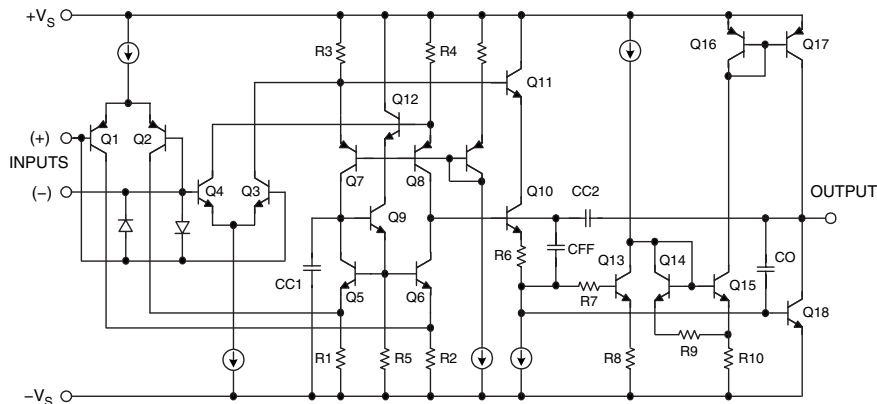 +VS
R3
R4
Q16
Q17
Q12
Q11
(+)
Q1
Q2
INPUTS
Q7
Q8
(−)
Q4
Q3
Q9
Q10
CC2
OUTPUT
R6
CFF
Q13
Q14
CO
CC1
Q5
Q6
R7
Q15
Q18
R9
R1
R5
R2
R8
R10
−VS